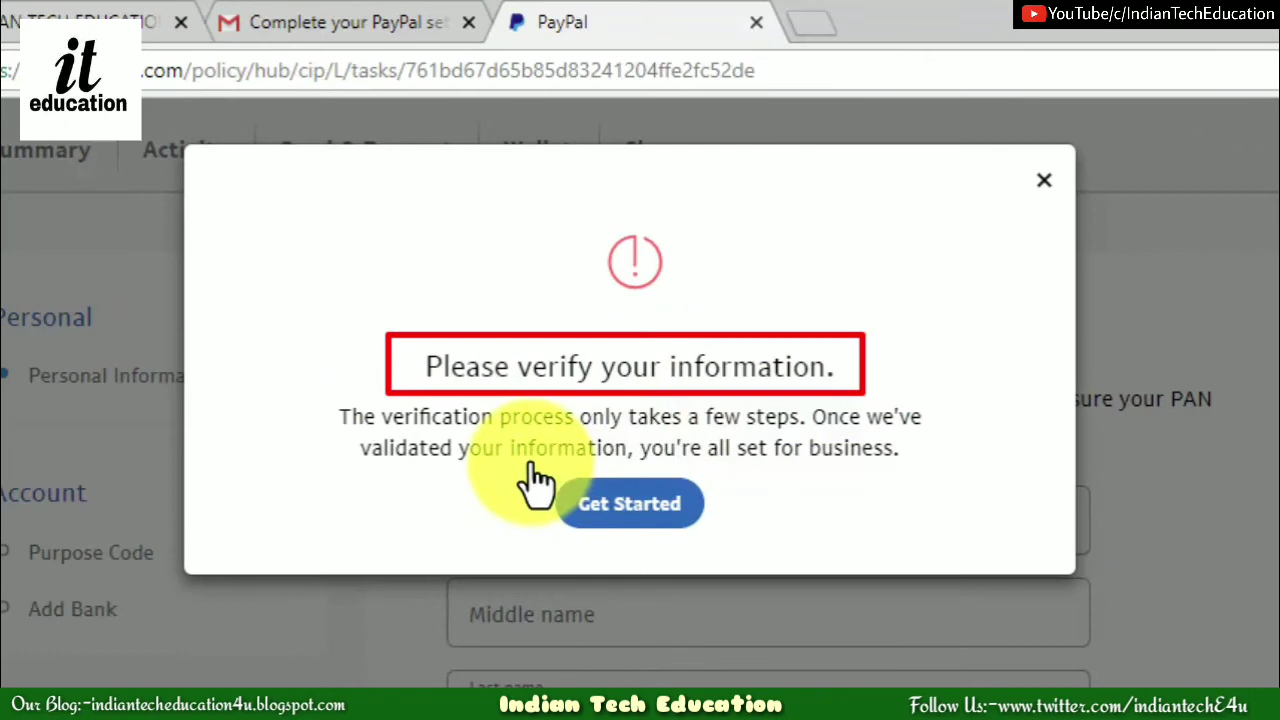 Complete your PayPal se
PayPal
YouTube/c/IndianTechEducation
.com/policy/hub/cip/L/tasks/761bd67d65b85d83241204ffe2fc52de
it
education
ummary
×
Personal
Please verify your information.
Personal Informa
The verification process only takes a few steps. Once we've
sure your PAN
validated your information, you're all set for business.
Account
Get Started
Purpose Code
Add Bank
Middle name
Our Blog:-indiantecheducation4u.blogspot.com
Indian Tech Education
Follow Us:-www.twitter.com/indiantechE4u